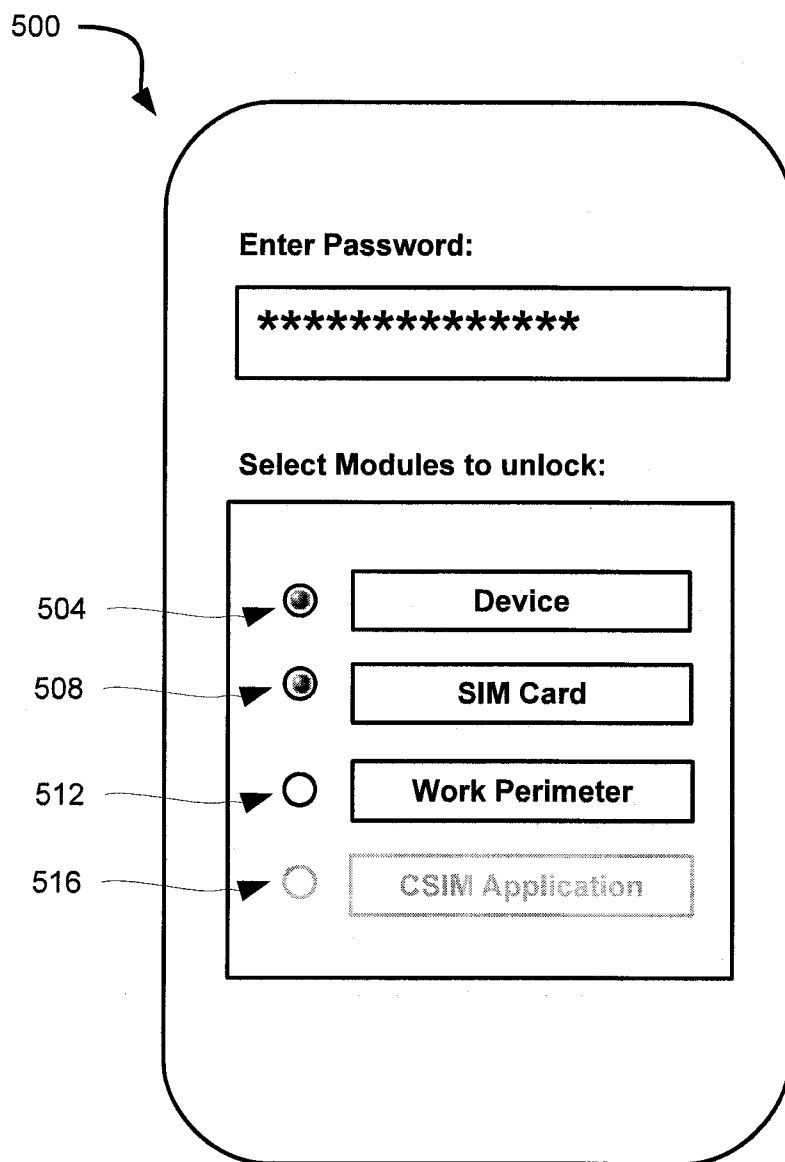 500
Enter Password:
**************
Select Modules to unlock:
504 Device
508 SIM Card
512 Work Perimeter
516 CSIM Application